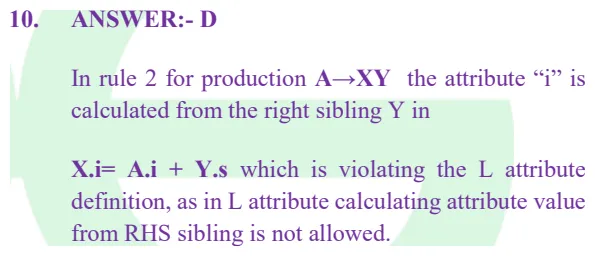 10. ANSWER:- D
In rule 2 for production A→XY the attribute “i” is
calculated from the right sibling Y in
X.i= A.i + Y.s which is violating the L attribute
definition, as in L attribute calculating attribute value
from RHS sibling is not allowed.